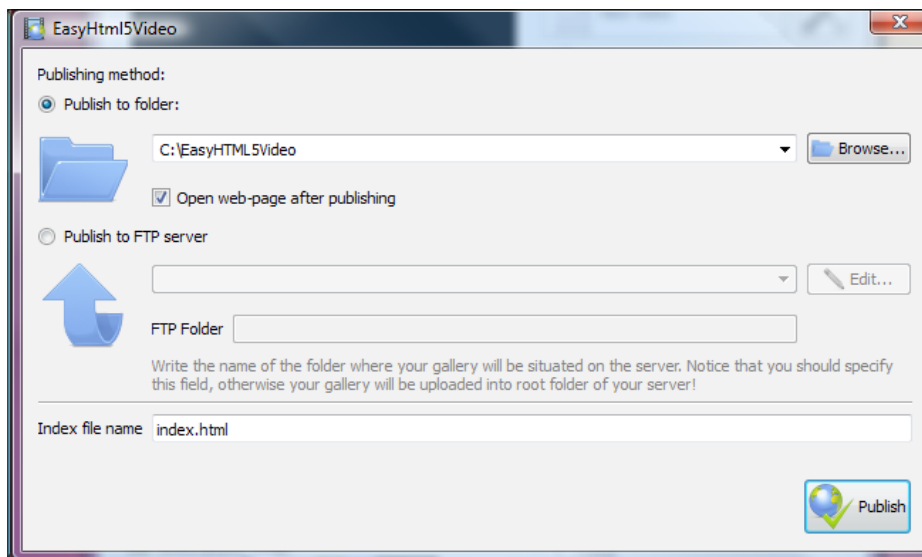 EasyHtml5Video
Publishing method:
Publish to folder:
C:\EasyHTML5Video
Browse...
Open web-page after publishing
Publish to FTP server
Edit...
FTP Folder
Write the name of the folder where your gallery will be situated on the server. Notice that you should specify
this field, otherwise your gallery will be uploaded into root folder of your server!
Index file name
index.html
Publish